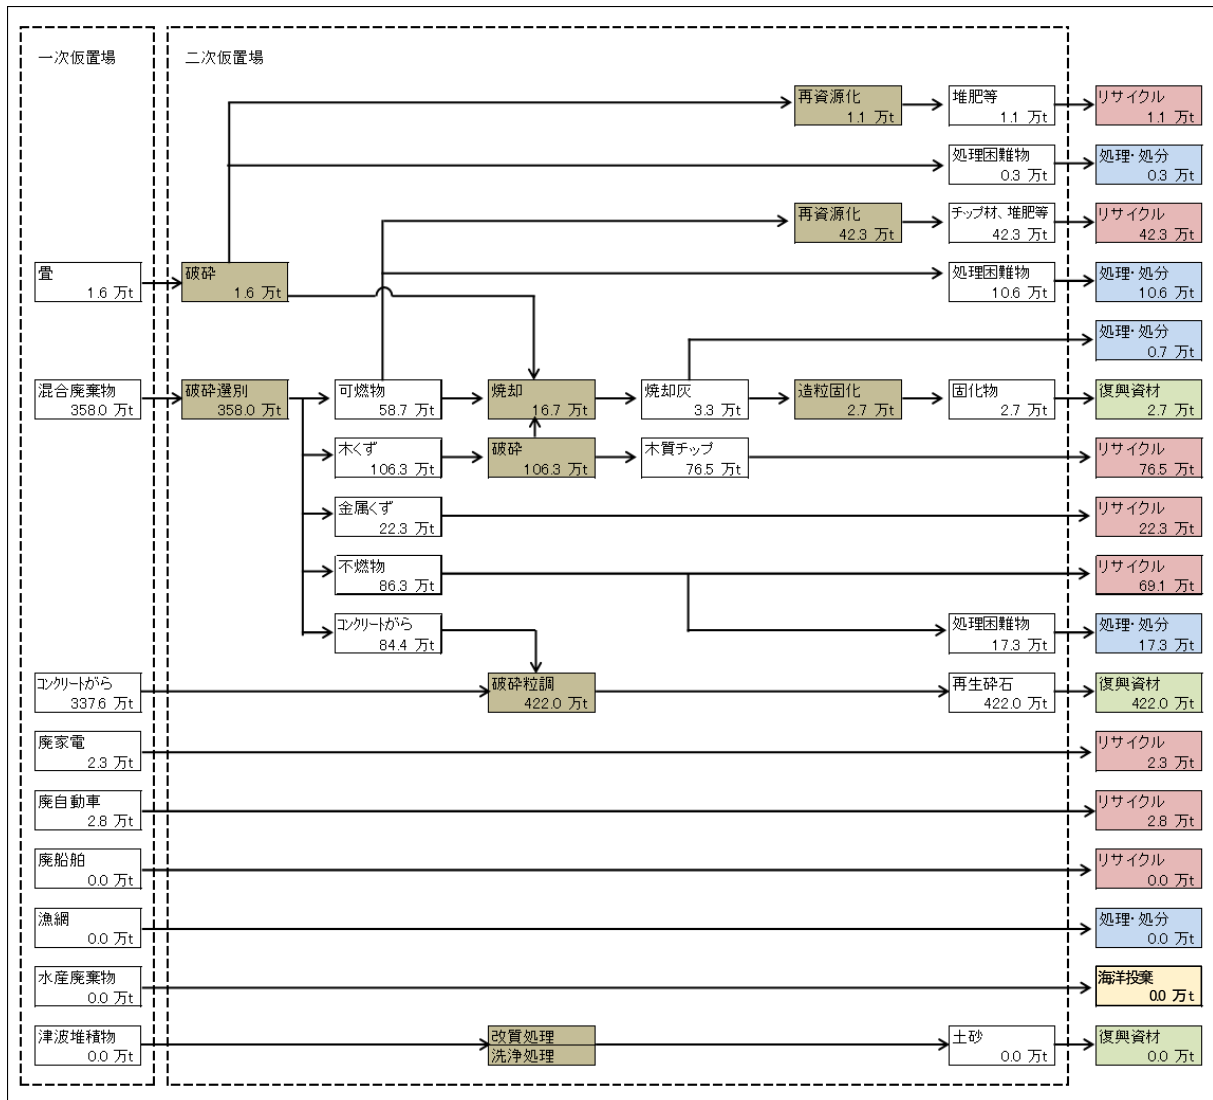 一次仮置場
二次仮置場
再資源化
1.1 万t
堆肥等
1.1 万t
リサイクル
1.1 万t
処理困難物
0.3 万t
処理・処分
0.3 万t
再資源化
42.3 万t
チップ材、堆肥等
42.3 万t
リサイクル
42.3 万t
畳
1.6 万t
破砕
1.6 万t
処理困難物
10.6 万t
処理・処分
10.6 万t
処理・処分
0.7 万t
混合廃棄物
358.0 万t
破砕選別
358.0 万t
可燃物
58.7 万t
焼却
16.7 万t
焼却灰
3.3 万t
造粒固化
2.7 万t
固化物
2.7 万t
復興資材
2.7 万t
木くず
106.3 万t
破砕
106.3 万t
木質チップ
76.5 万t
リサイクル
76.5 万t
金属くず
22.3 万t
リサイクル
22.3 万t
不燃物
86.3 万t
リサイクル
69.1 万t
コンクリートがら
84.4 万t
処理困難物
17.3 万t
処理・処分
17.3 万t
コンクリートがら
337.6 万t
破砕粒調
422.0 万t
再生砕石
422.0 万t
復興資材
422.0 万t
廃家電
2.3 万t
リサイクル
2.3 万t
廃自動車
2.8 万t
リサイクル
2.8 万t
廃船舶
0.0 万t
リサイクル
0.0 万t
漁網
0.0 万t
処理・処分
0.0 万t
水産廃棄物
0.0 万t
海洋投棄
0.0 万t
津波堆積物
0.0 万t
改質処理
洗浄処理
土砂
0.0 万t
復興資材
0.0 万t